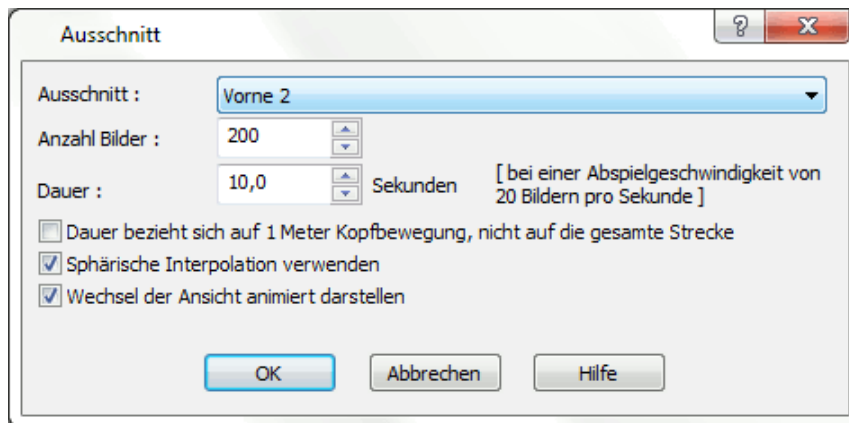 Ausschnitt
?
Ausschnitt :
Vorne 2
Anzahl Bilder :
200
Dauer :
10,0
Sekunden
[ bei einer Abspielgeschwindigkeit von
20 Bildern pro Sekunde ]
Dauer bezieht sich auf 1 Meter Kopfbewegung, nicht auf die gesamte Strecke
Sphärische Interpolation verwenden
Wechsel der Ansicht animiert darstellen
OK
Abbrechen
Hilfe